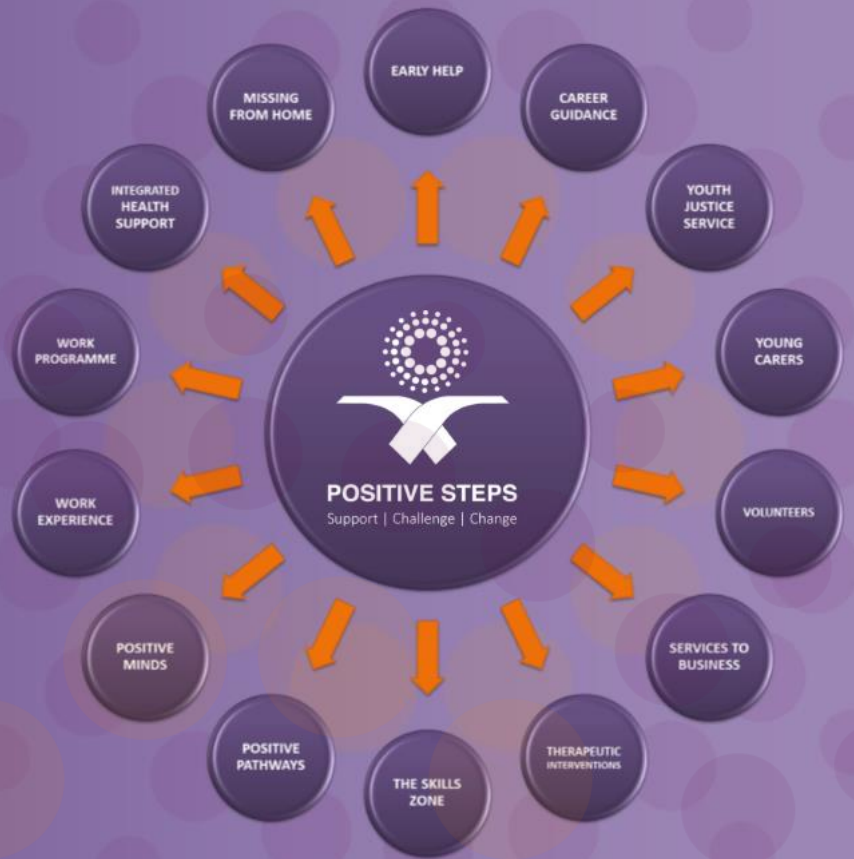 EARLY HELP
CAREER
GUIDANCE
YOUTH
JUSTICE
SERVICE
YOUNG
CARERS
VOLUNTEERS
SERVICES TO
BUSINESS
THERAPEUTIC
INTERVENTIONS
THE SKILLS
ZONE
POSITIVE
PATHWAYS
POSITIVE
MINDS
WORK
EXPERIENCE
WORK
PROGRAMME
INTEGRATED
HEALTH
SUPPORT
MISSING
FROM HOME
POSITIVE STEPS
Support | Challenge | Change